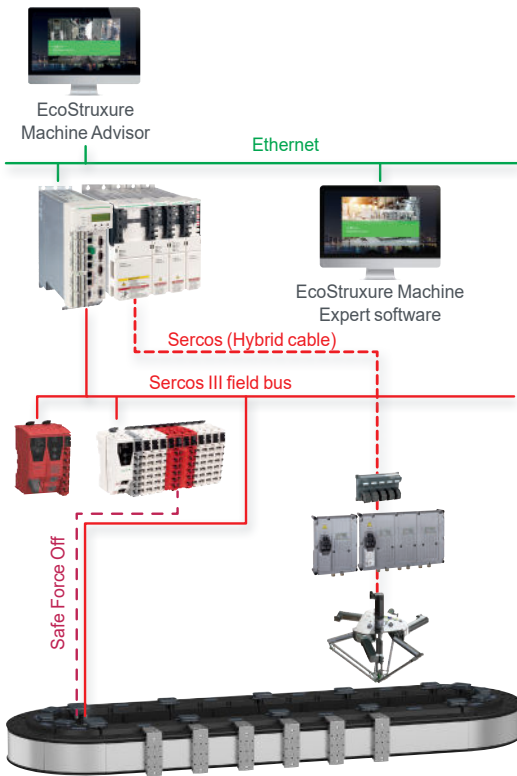 EcoStruxure
Machine Advisor
Ethernet
EcoStruxure Machine
Expert software
Sercos (Hybrid cable)
Sercos III field bus
Safe Force Off